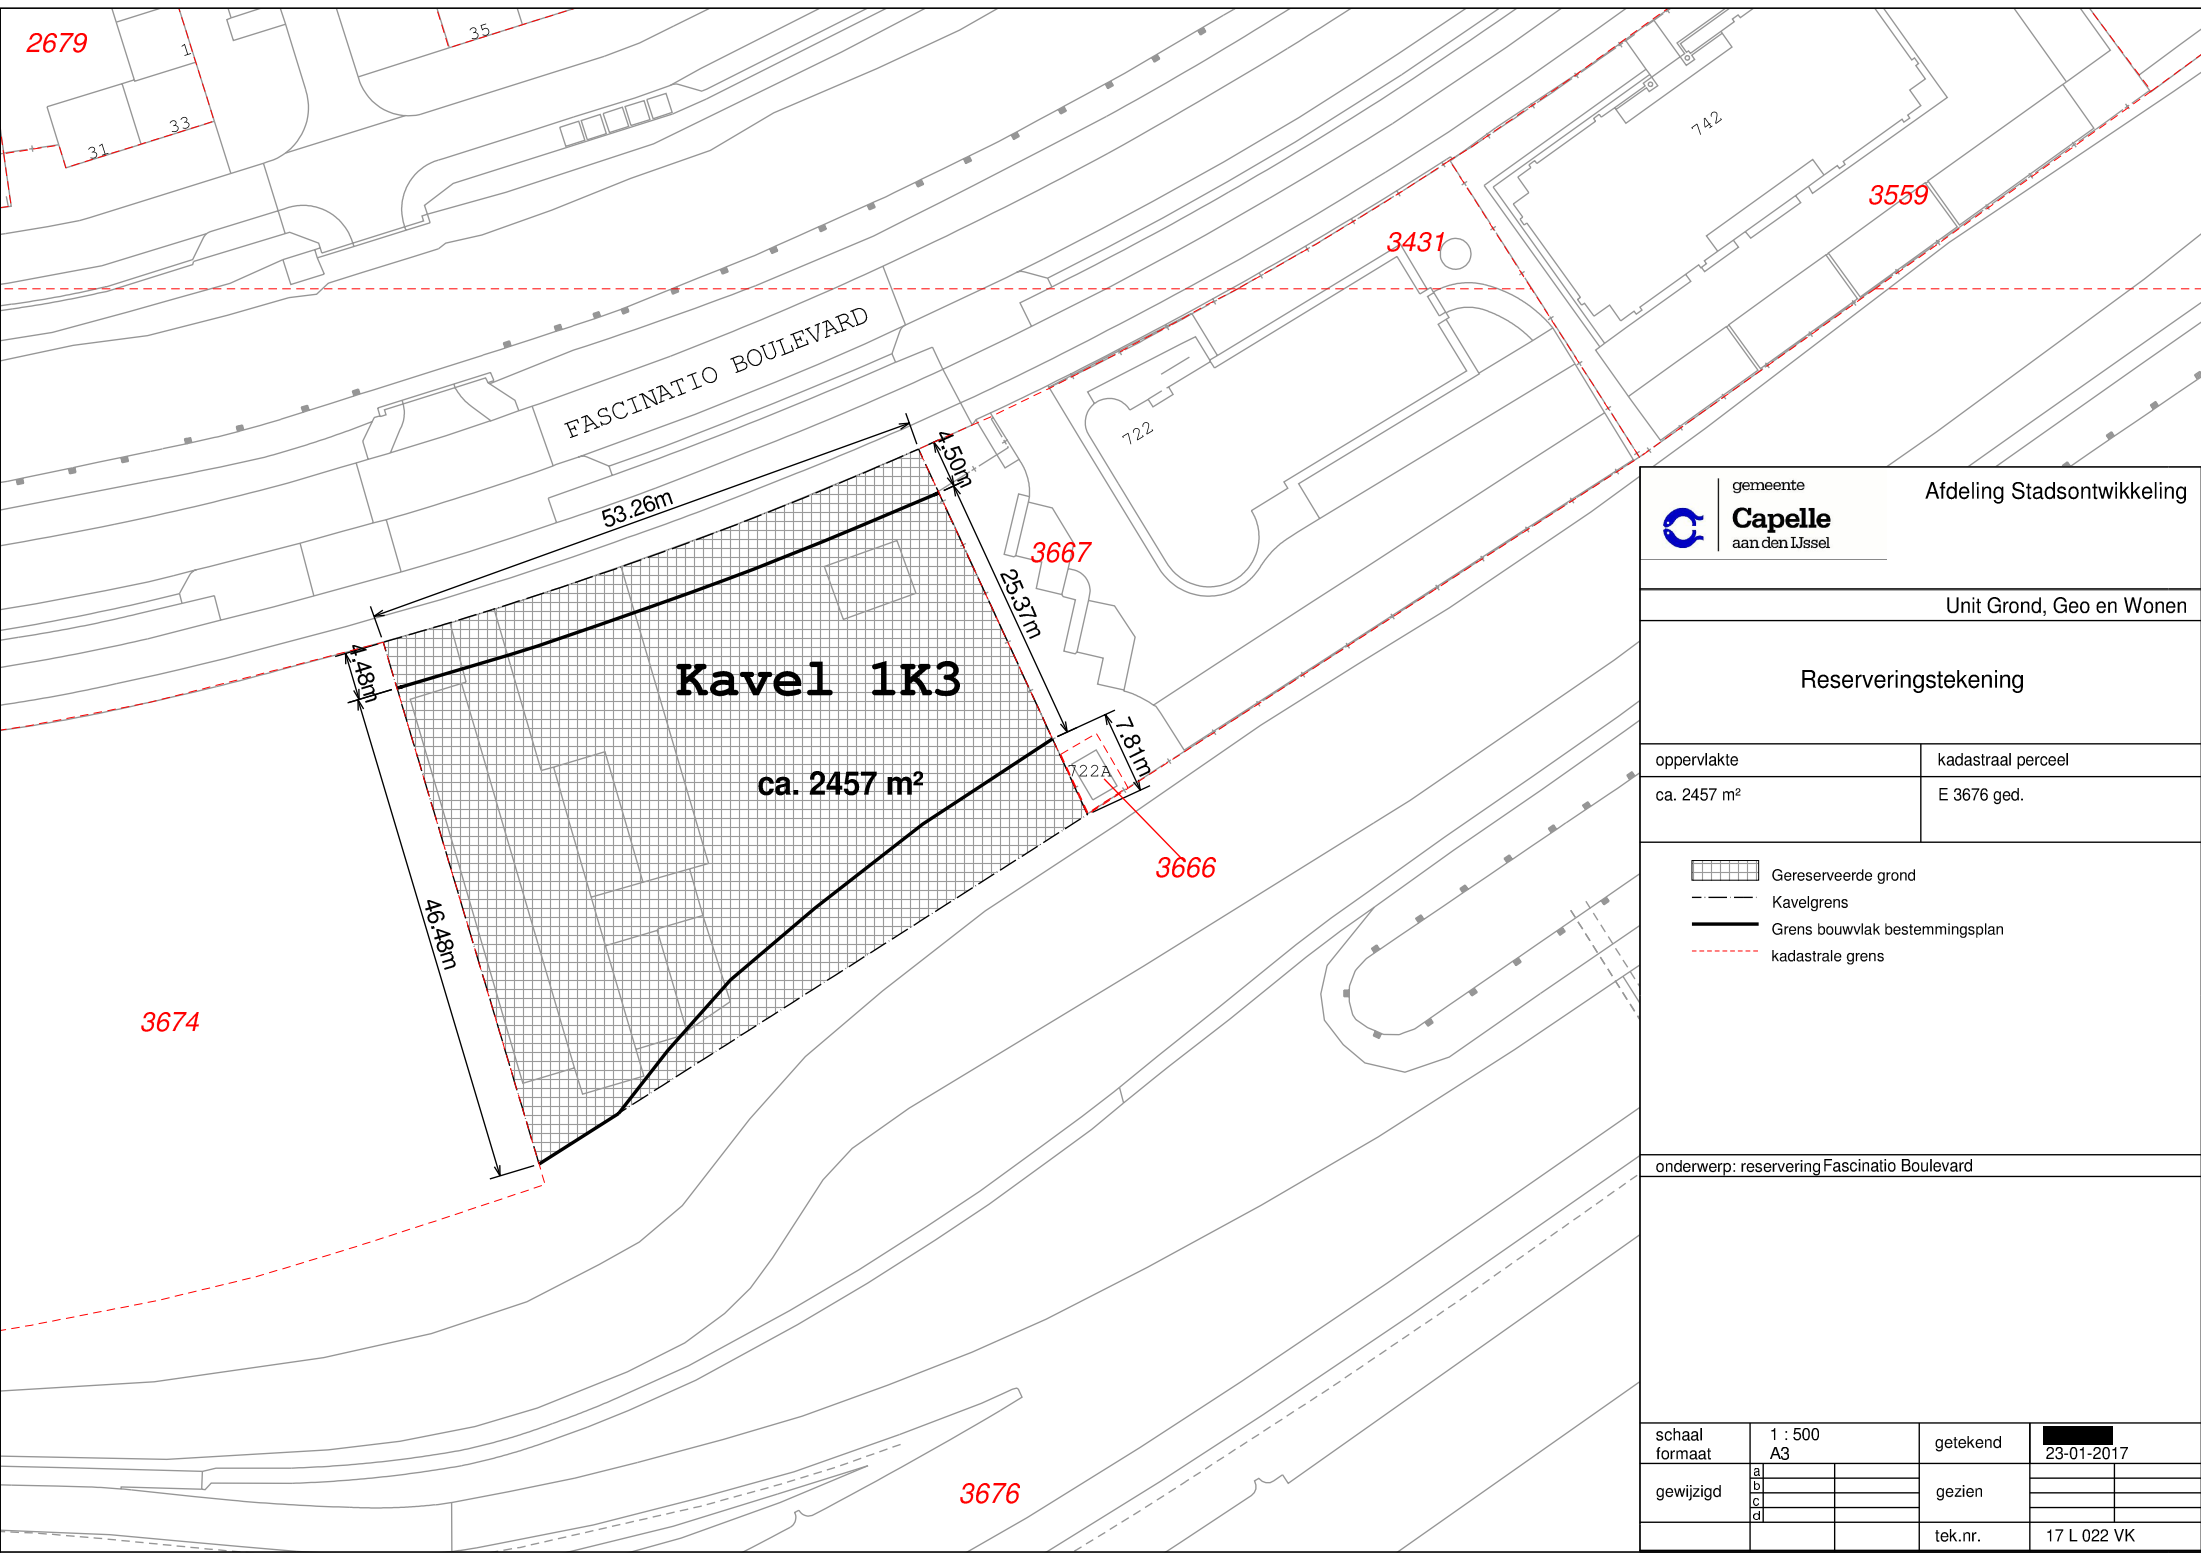 2679
1
35
33
31
742
3559
3431
FASCINATIO BOULEVARD
722
4.50m
53.26m
3667
25.37m
4.48m
Kavel 1K3
7.81m
722A
ca. 2457 m²
3666
46.48m
3674
3676
gemeente
Capelle
aan den IJssel
Afdeling Stadsontwikkeling
Unit Grond, Geo en Wonen
Reserveringstekening
oppervlakte
kadastraal perceel
ca. 2457 m²
E 3676 ged.
Gereserveerde grond
Kavelgrens
Grens bouwvlak bestemmingsplan
kadastrale grens
onderwerp: reservering Fascinatio Boulevard
schaal
1 : 500
formaat
A3
getekend
23-01-2017
gewijzigd
a
b
c
d
gezien
tek.nr.
17 L 022 VK